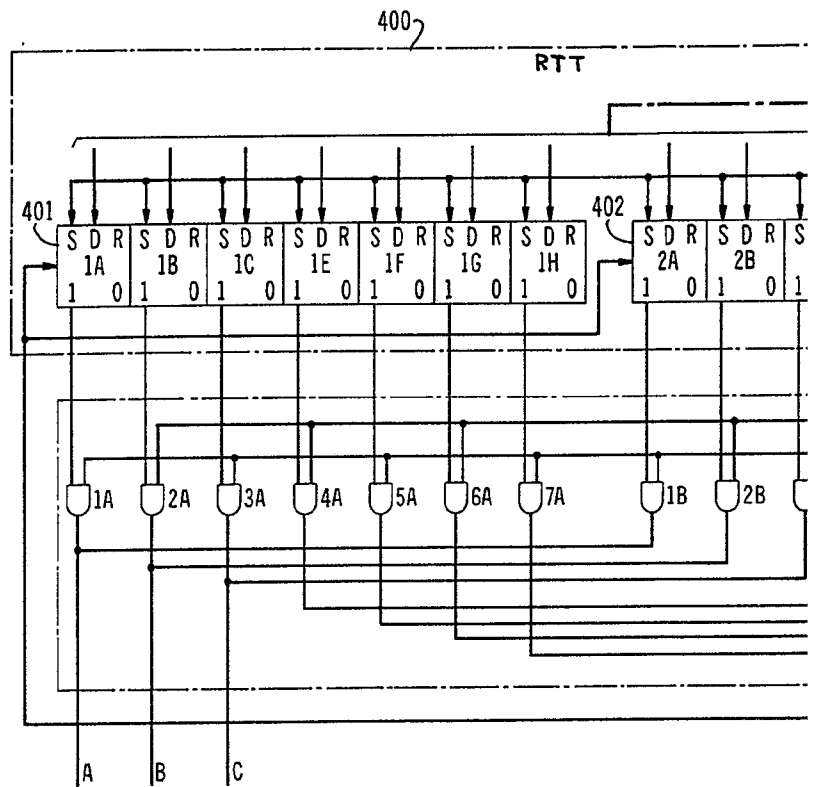 400
RTT
401
402
S D R S D R S D R S D R S D R S D R S D R S D R S D R S
1A 1B 1C 1E 1F 1G 1H 2A 2B
1 0 1 0 1 0 1 0 1 0 1 0 1 0 1 0 1 0 1
1A 2A 3A 4A 5A 6A 7A 1B 2B
A B C